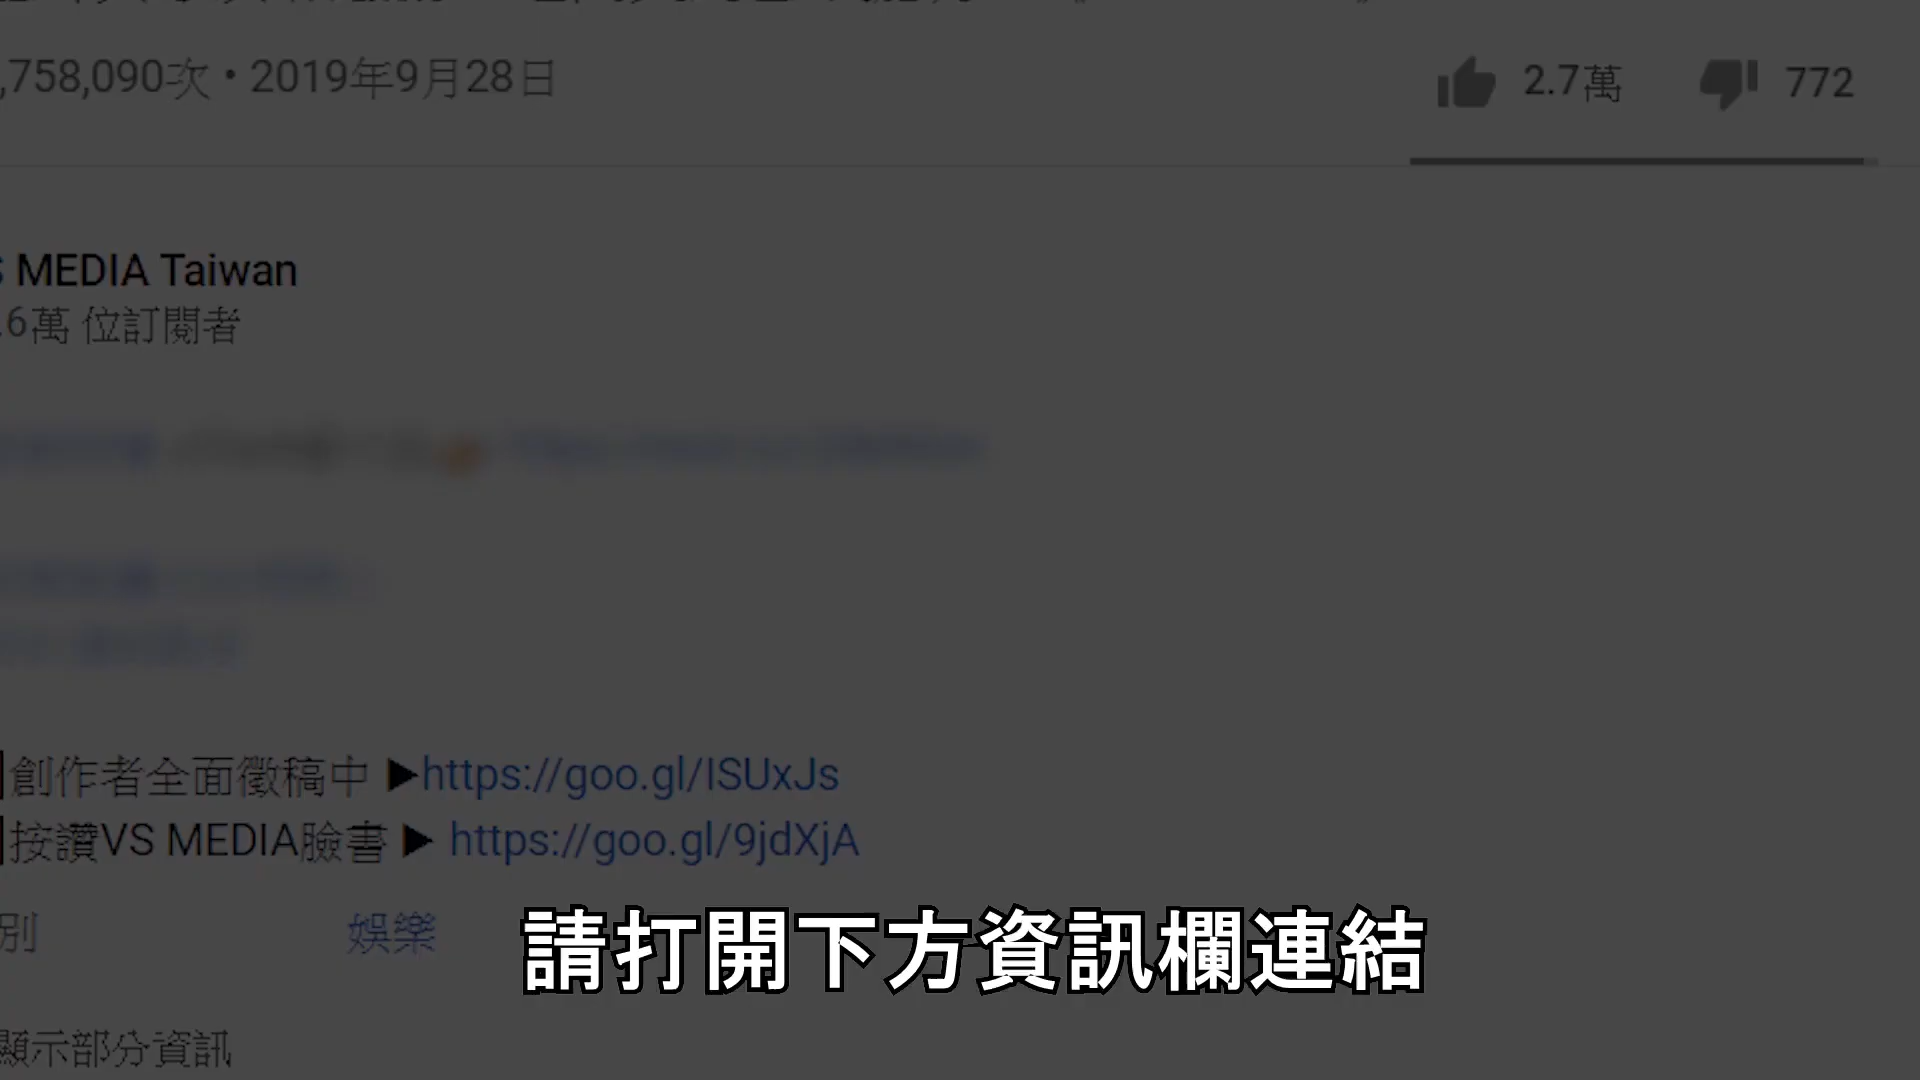 ,758,090次 • 2019年9月28日
2.7萬 772
MEDIA Taiwan
.6萬 位訂閱者
創作者全面徵稿中 ▶https://goo.gl/ISUxJs
按讚VS MEDIA臉書 ▶ https://goo.gl/9jdXjA
別 娛樂
請打開下方資訊欄連結
顯示部分資訊